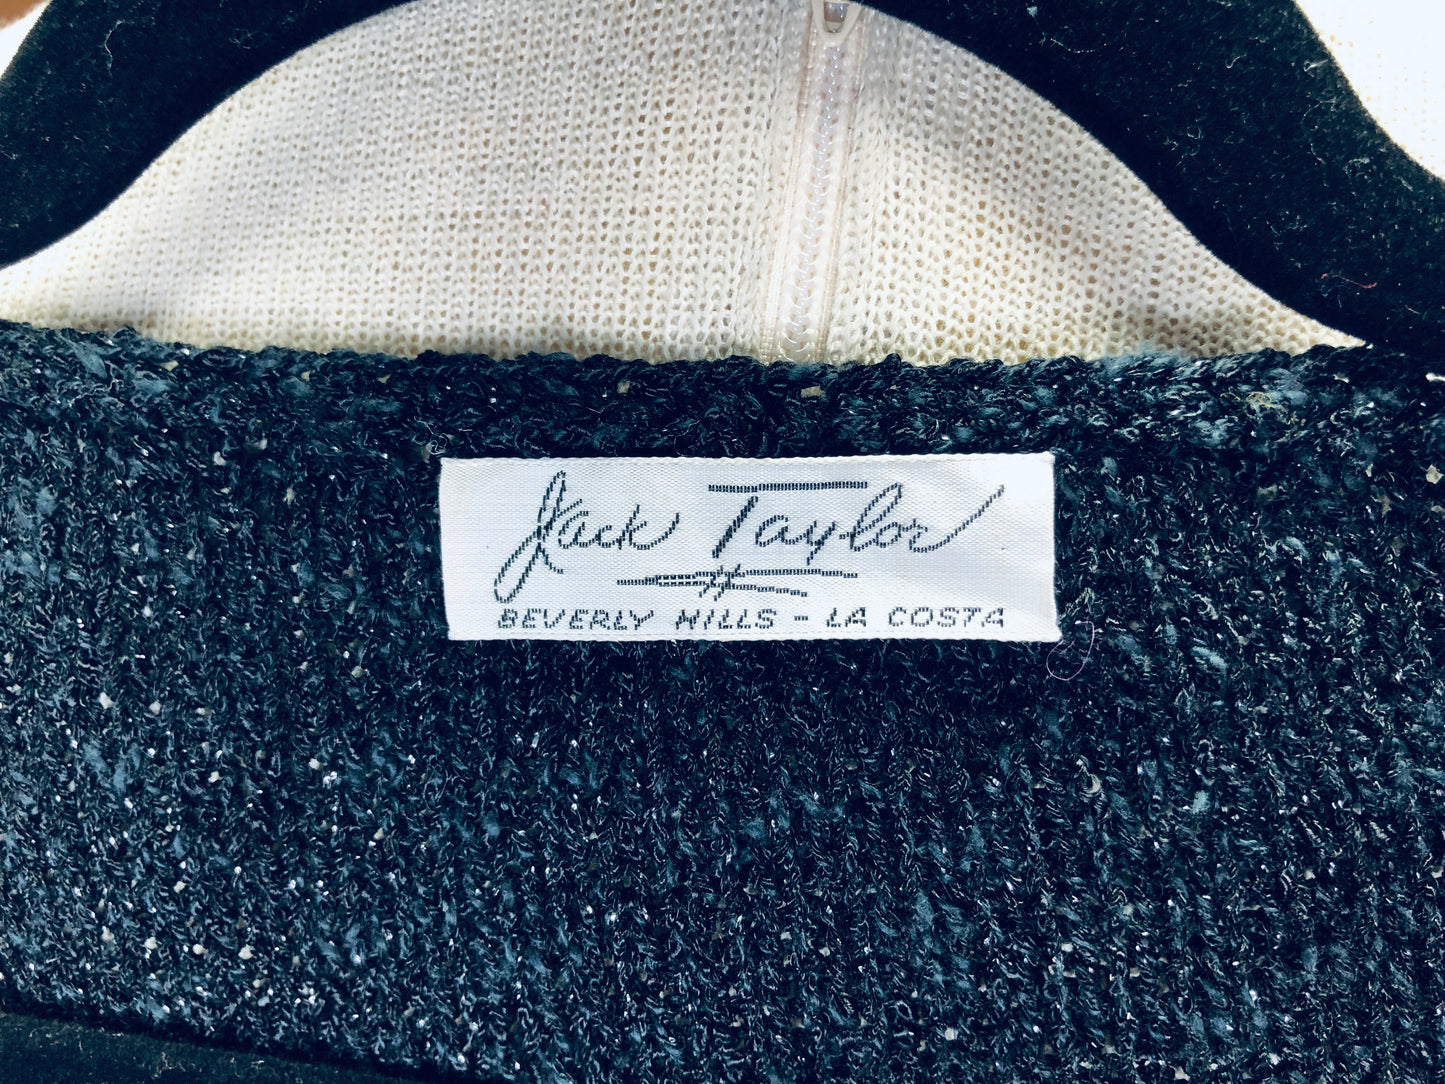 Jack Taylor
BEVERLY HILLS - LA COSTA